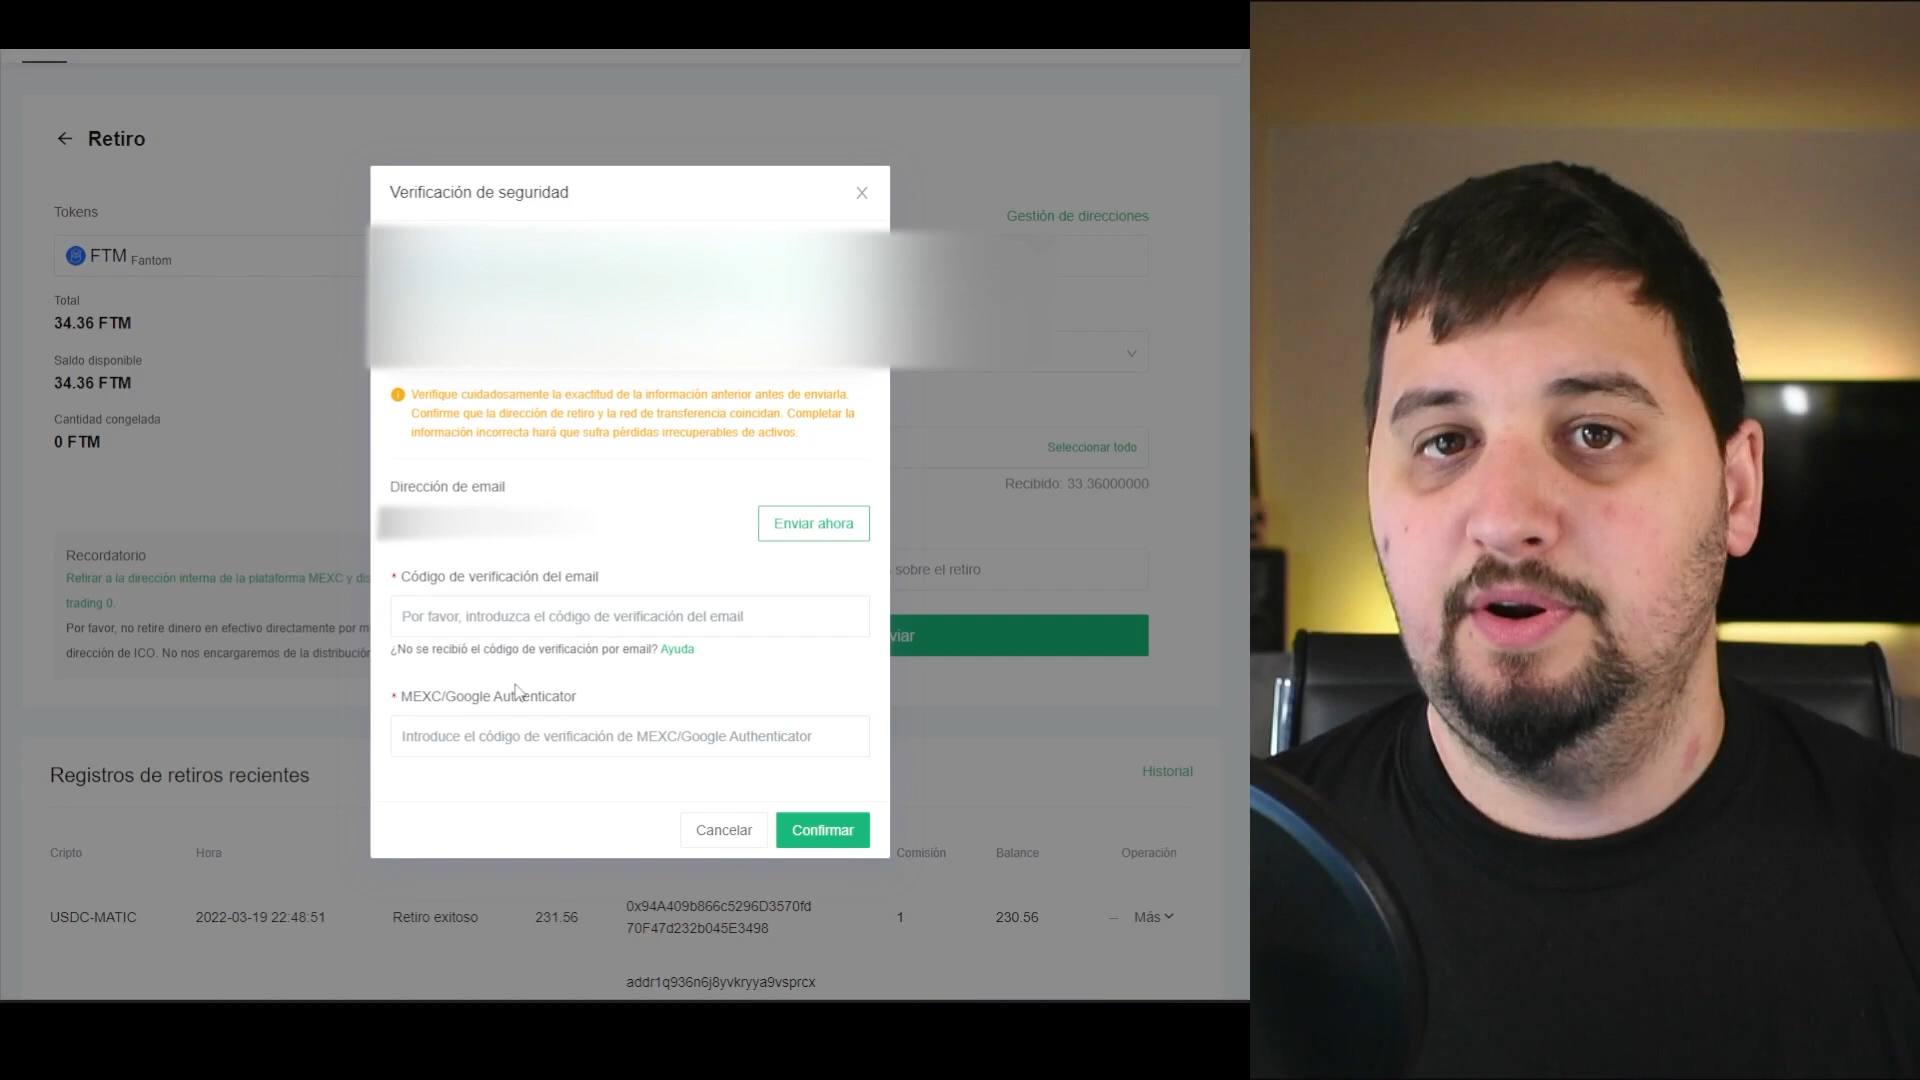 Retiro
Tokens
FTM Fantom
Total
34.36 FTM
Saldo disponible
34.36 FTM
Cantidad congelada
0 FTM
Gestión de direcciones
Seleccionar todo
Recibido: 33.36000000
sobre el retiro
viar
Recordatorio
Retirar a la dirección interna de la plataforma MEXC y dis
trading 0.
Por favor, no retire dinero en efectivo directamente por m
dirección de ICO. No nos encargaremos de la distribución
Verificación de seguridad
Verifique cuidadosamente la exactitud de la información anterior antes de enviarla.
Confirme que la dirección de retiro y la red de transferencia coincidan. Completar la
información incorrecta hará que sufra pérdidas irrecuperables de activos.
Dirección de email
Enviar ahora
* Código de verificación del email
Por favor, introduzca el código de verificación del email
¿No se recibió el código de verificación por email? Ayuda
* MEXC/Google Authenticator
Introduce el código de verificación de MEXC/Google Authenticator
Cancelar
Confirmar
Registros de retiros recientes
Historial
Cripto Hora Comisión Balance Operación
USDC-MATIC 2022-03-19 22:48:51 Retiro exitoso 231.56 0x94A409b866c5296D3570fd 1 230.56 -- Más
70F47d232b045E3498
addr1q936n6j8yvkryya9vsprcx